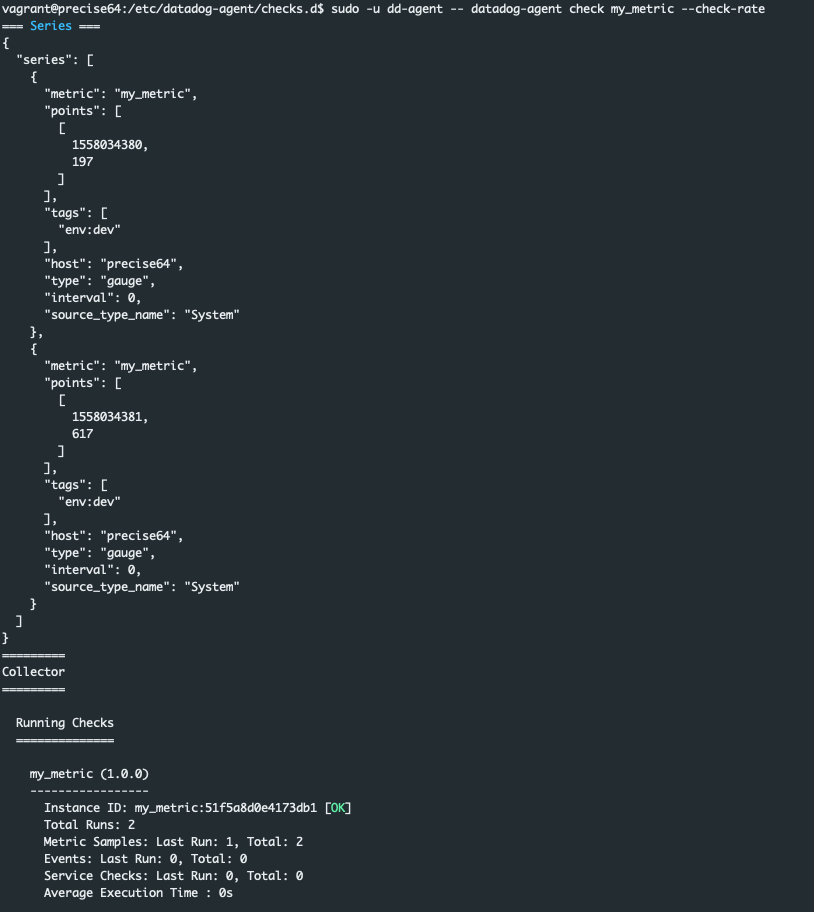 vagrant@precise64:/etc/datadog-agent/checks.d$ sudo -u dd-agent -- datadog-agent check my_metric --check-rate
=== Series ===
{
  "series": [
    {
      "metric": "my_metric",
      "points": [
        [
          1558034380,
          197
        ]
      ],
      "tags": [
        "env:dev"
      ],
      "host": "precise64",
      "type": "gauge",
      "interval": 0,
      "source_type_name": "System"
    },
    {
      "metric": "my_metric",
      "points": [
        [
          1558034381,
          617
        ]
      ],
      "tags": [
        "env:dev"
      ],
      "host": "precise64",
      "type": "gauge",
      "interval": 0,
      "source_type_name": "System"
    }
  ]
}
=========
Collector
=========

  Running Checks
  ==============

    my_metric (1.0.0)
    -----------------
      Instance ID: my_metric:51f5a8d0e4173db1 [OK]
      Total Runs: 2
      Metric Samples: Last Run: 1, Total: 2
      Events: Last Run: 0, Total: 0
      Service Checks: Last Run: 0, Total: 0
      Average Execution Time : 0s